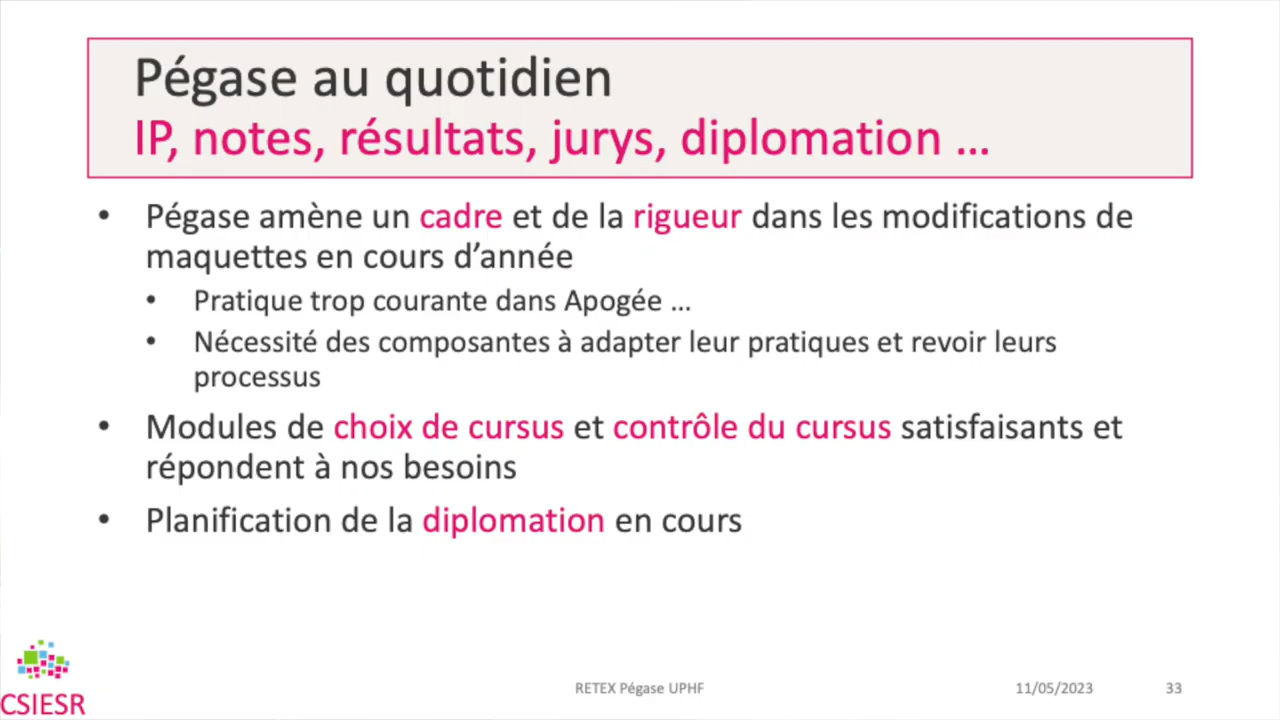 Pégase au quotidien
IP, notes, résultats, jurys, diplomation ...
• Pégase amène un cadre et de la rigueur dans les modifications de
maquettes en cours d’année
• Pratique trop courante dans Apogée ...
• Nécessité des composantes à adapter leur pratiques et revoir leurs
processus
• Modules de choix de cursus et contrôle du cursus satisfaisants et
répondent à nos besoins
• Planification de la diplomation en cours
CSIESR
RETEX Pégase UPHF
11/05/2023
33